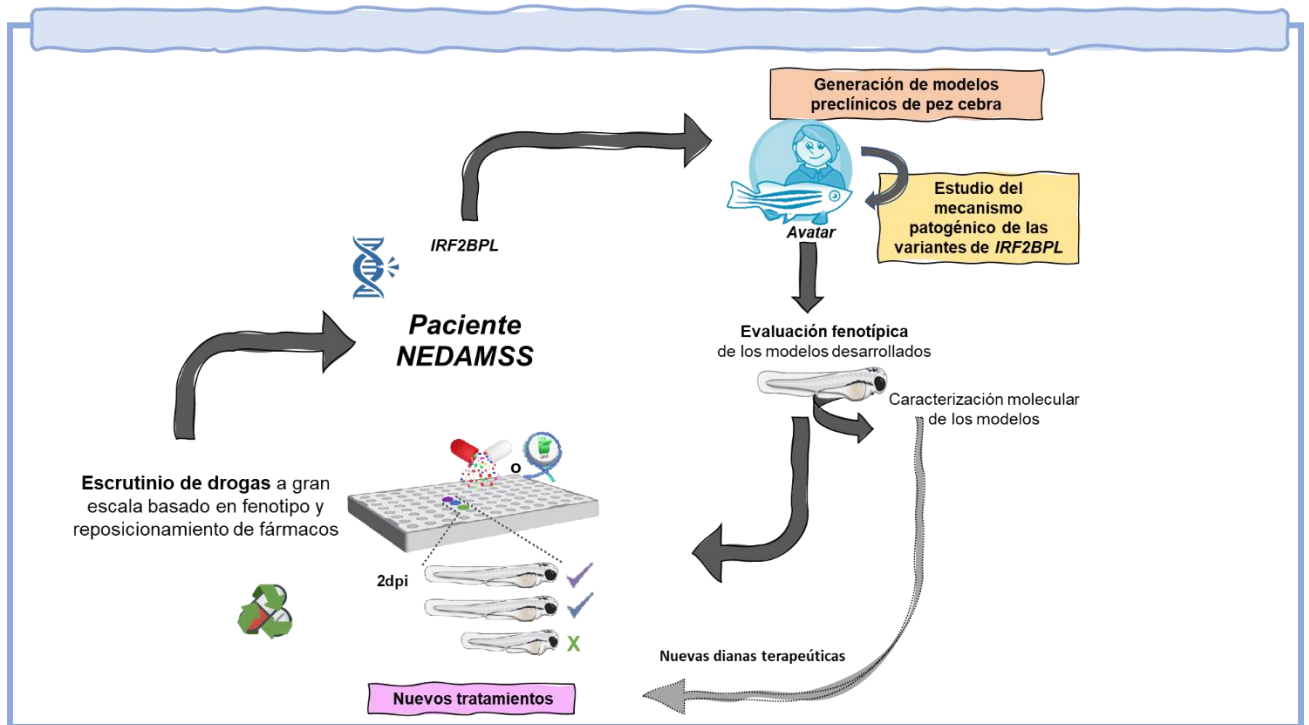 Generación de modelos
preclínicos de pez cebra
Estudio del
mecanismo
patogénico de las
variantes de IRF2BPL
Avatar
IRF2BPL
Paciente
NEDAMSS
Evaluación fenotípica
de los modelos desarrollados
Caracterización molecular
de los modelos
Escrutinio de drogas a gran
escala basado en fenotipo y
reposicionamiento de fármacos
o
2dpi
X
Nuevas dianas terapeúticas
Nuevos tratamientos